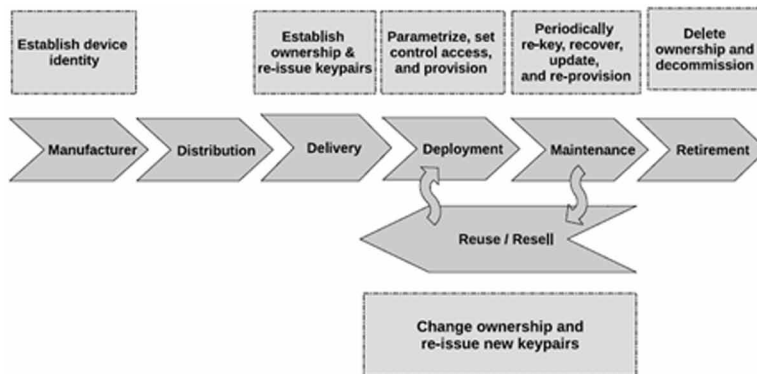 Establish device
identity
Establish
ownership &
re-issue keypairs
Parametrize, set
control access,
and provision
Periodically
re-key, recover,
update,
and re-provision
Delete
ownership and
decommission
Manufacturer
Distribution
Delivery
Deployment
Maintenance
Retirement
Reuse / Resell
Change ownership and
re-issue new keypairs